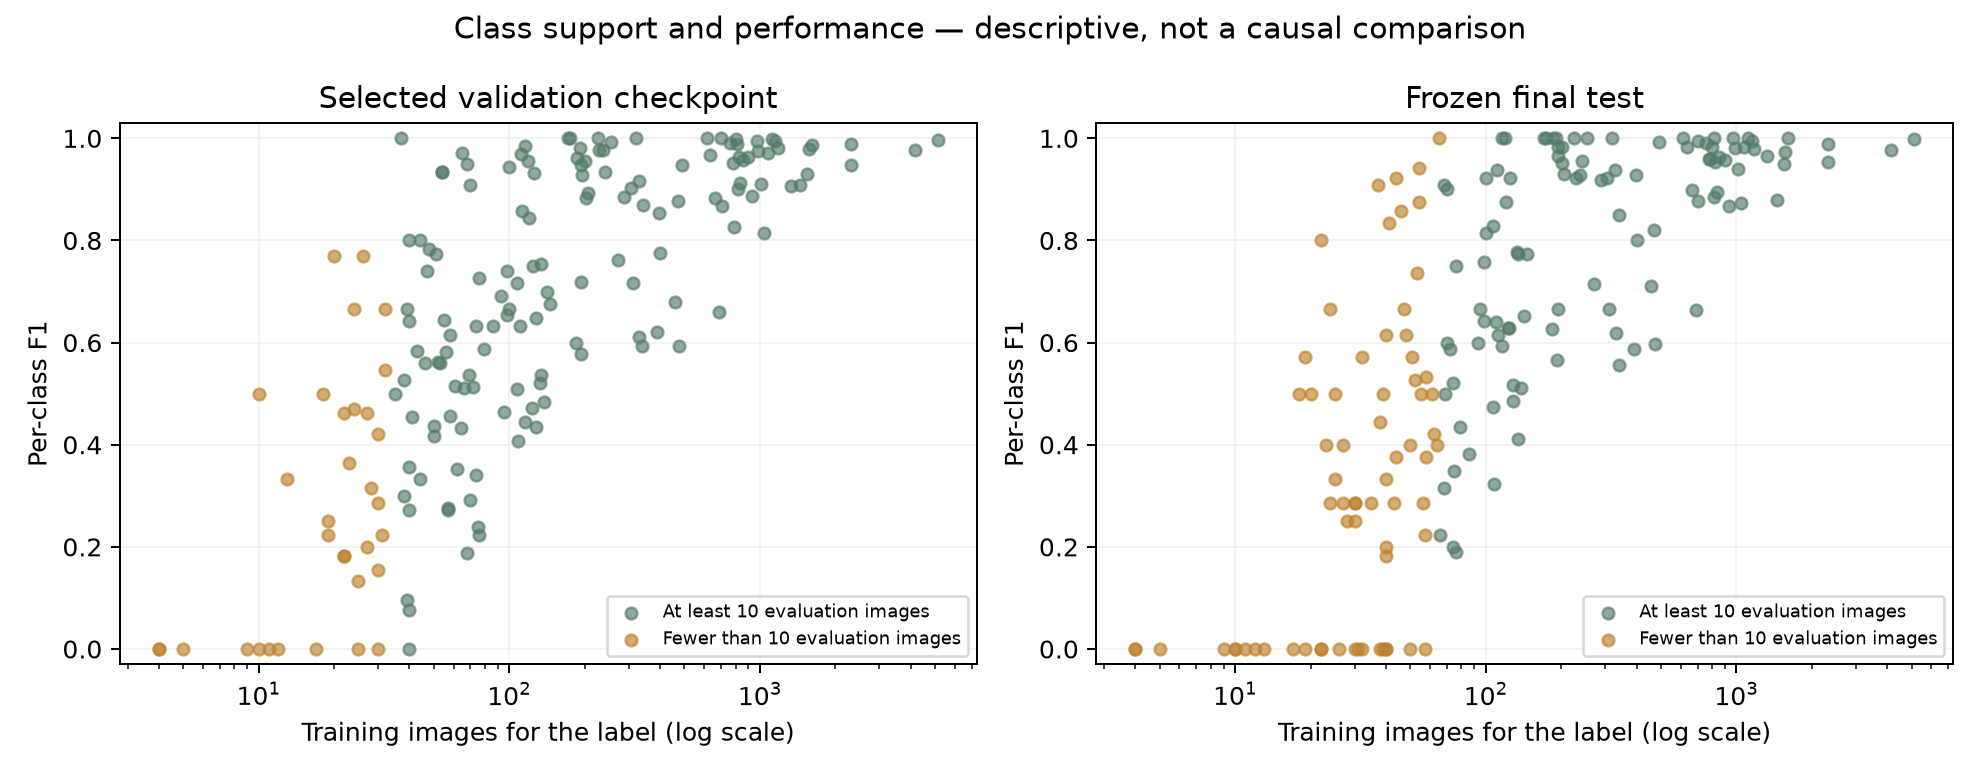 Class support and performance — descriptive, not a causal comparison
Selected validation checkpoint
Per-class F1
1.0
0.8
0.6
0.4
0.2
0.0
10¹
10²
10³
Training images for the label (log scale)
At least 10 evaluation images
Fewer than 10 evaluation images
Frozen final test
Per-class F1
1.0
0.8
0.6
0.4
0.2
0.0
10¹
10²
10³
Training images for the label (log scale)
At least 10 evaluation images
Fewer than 10 evaluation images